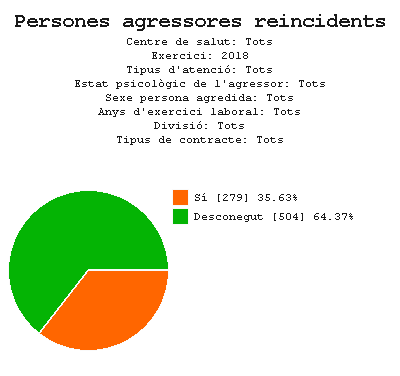 Persones agressores reincidents
Centre de salut: Tots
Exercici: 2018
Tipus d'atenció: Tots
Estat psicològic de l'agressor: Tots
Sexe persona agredida: Tots
Anys d'exercici laboral: Tots
Divisió: Tots
Tipus de contracte: Tots
Sí [279] 35.63%
Desconegut [504] 64.37%